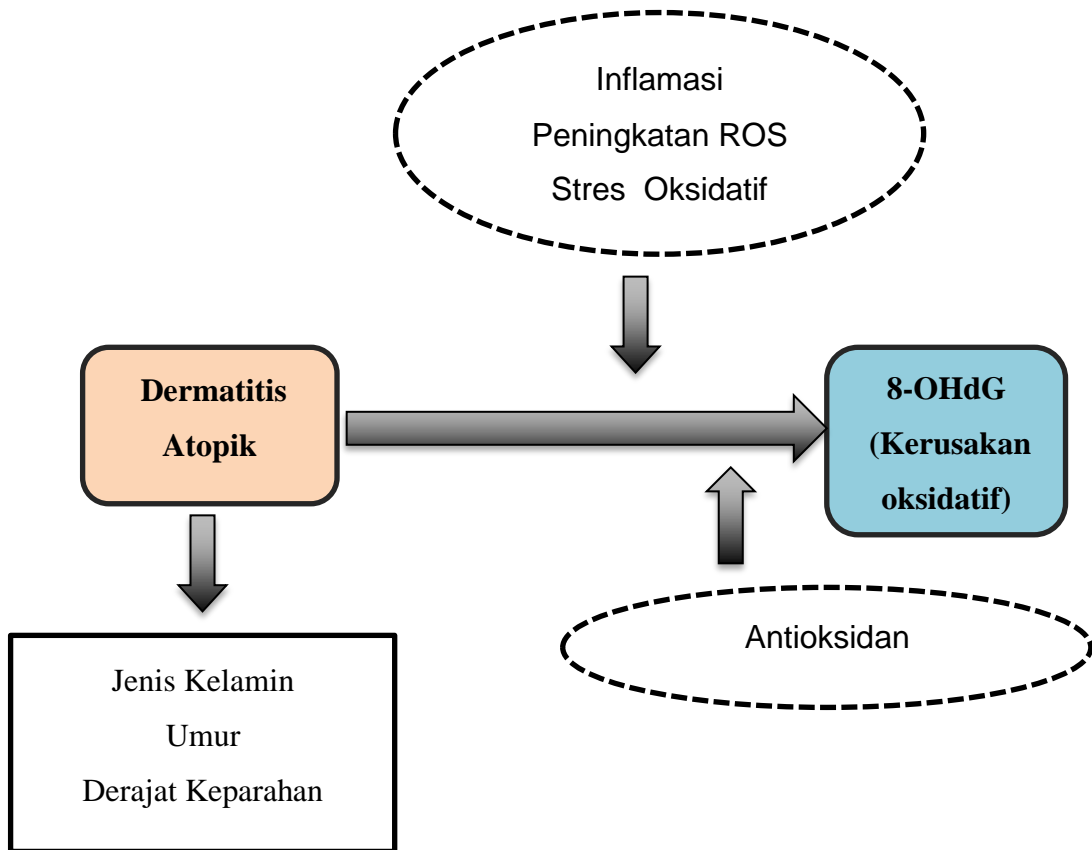 Inflamasi
Peningkatan ROS
Stres Oksidatif
Dermatitis
Atopik
8-OHdG
(Kerusakan
oksidatif)
Antioksidan
Jenis Kelamin
Umur
Derajat Keparahan